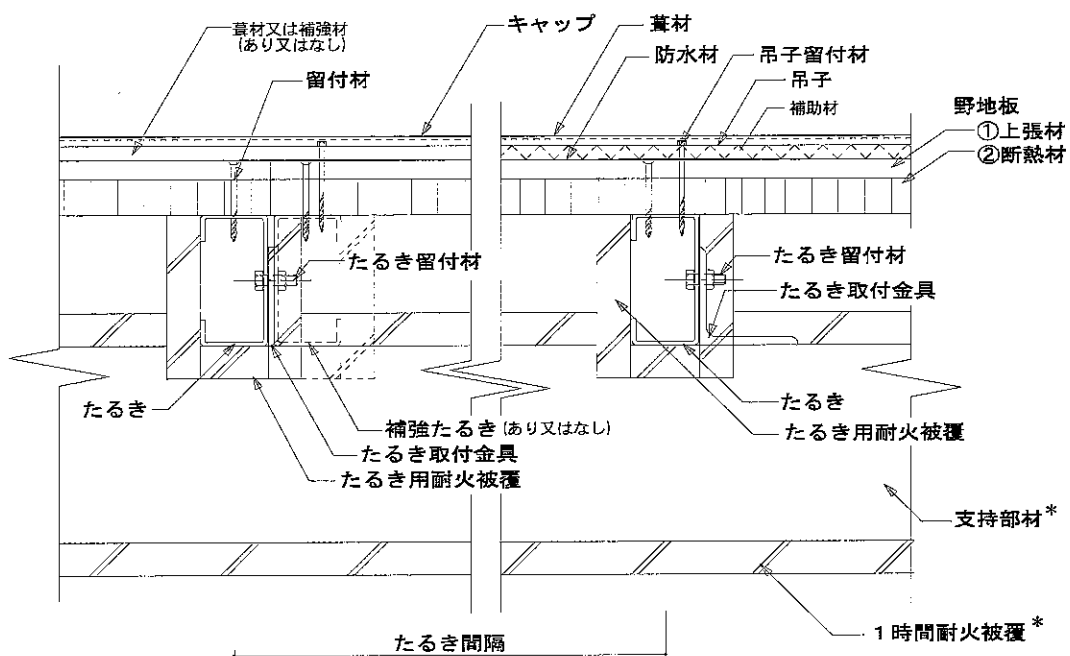 葺材又は補強材
(あり又はなし)
キャップ
葺材
留付材
防水材
吊子留付材
吊子
補助材
野地板
①上張材
②断熱材
たるき留付材
たるき留付材
たるき取付金具
たるき
補強たるき(あり又はなし)
たるき取付金具
たるき用耐火被覆
たるき
たるき用耐火被覆
支持部材*
1時間耐火被覆*
たるき間隔